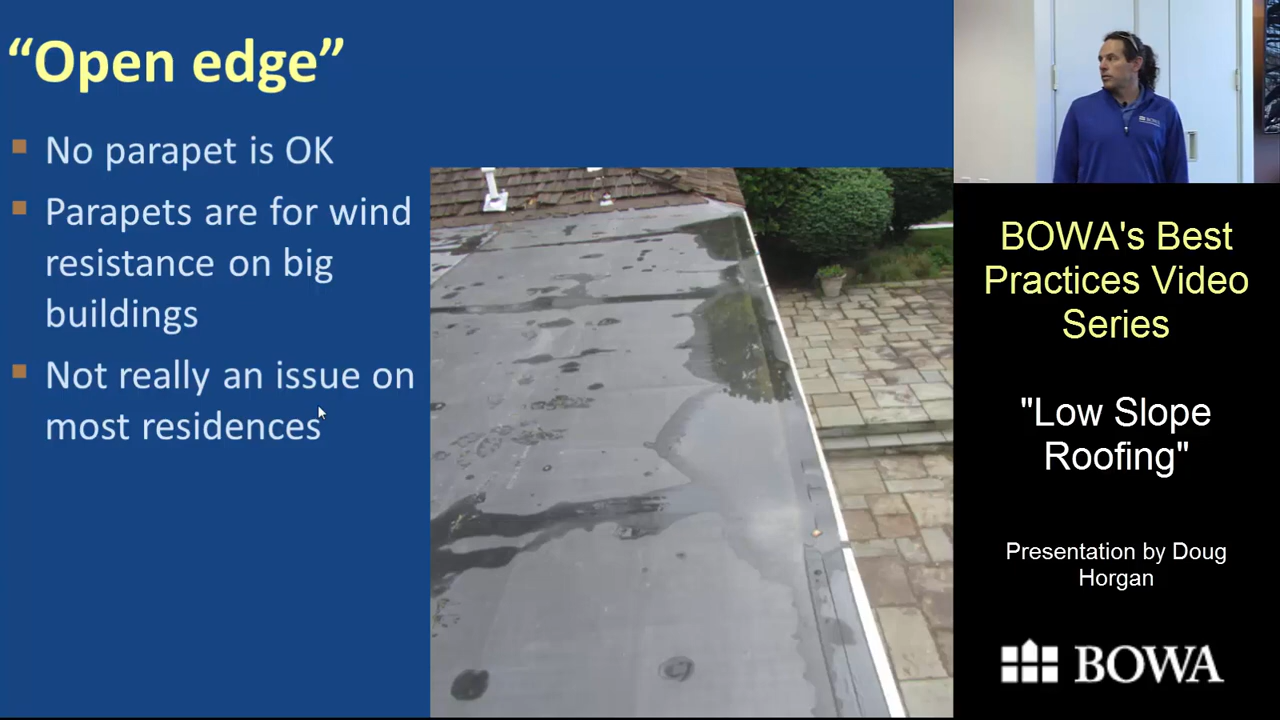 “Open edge”
No parapet is OK
Parapets are for wind
resistance on big
buildings
Not really an issue on
most residences
BOWA
BOWA's Best
Practices Video
Series
"Low Slope
Roofing"
Presentation by Doug
Horgan
BOWA